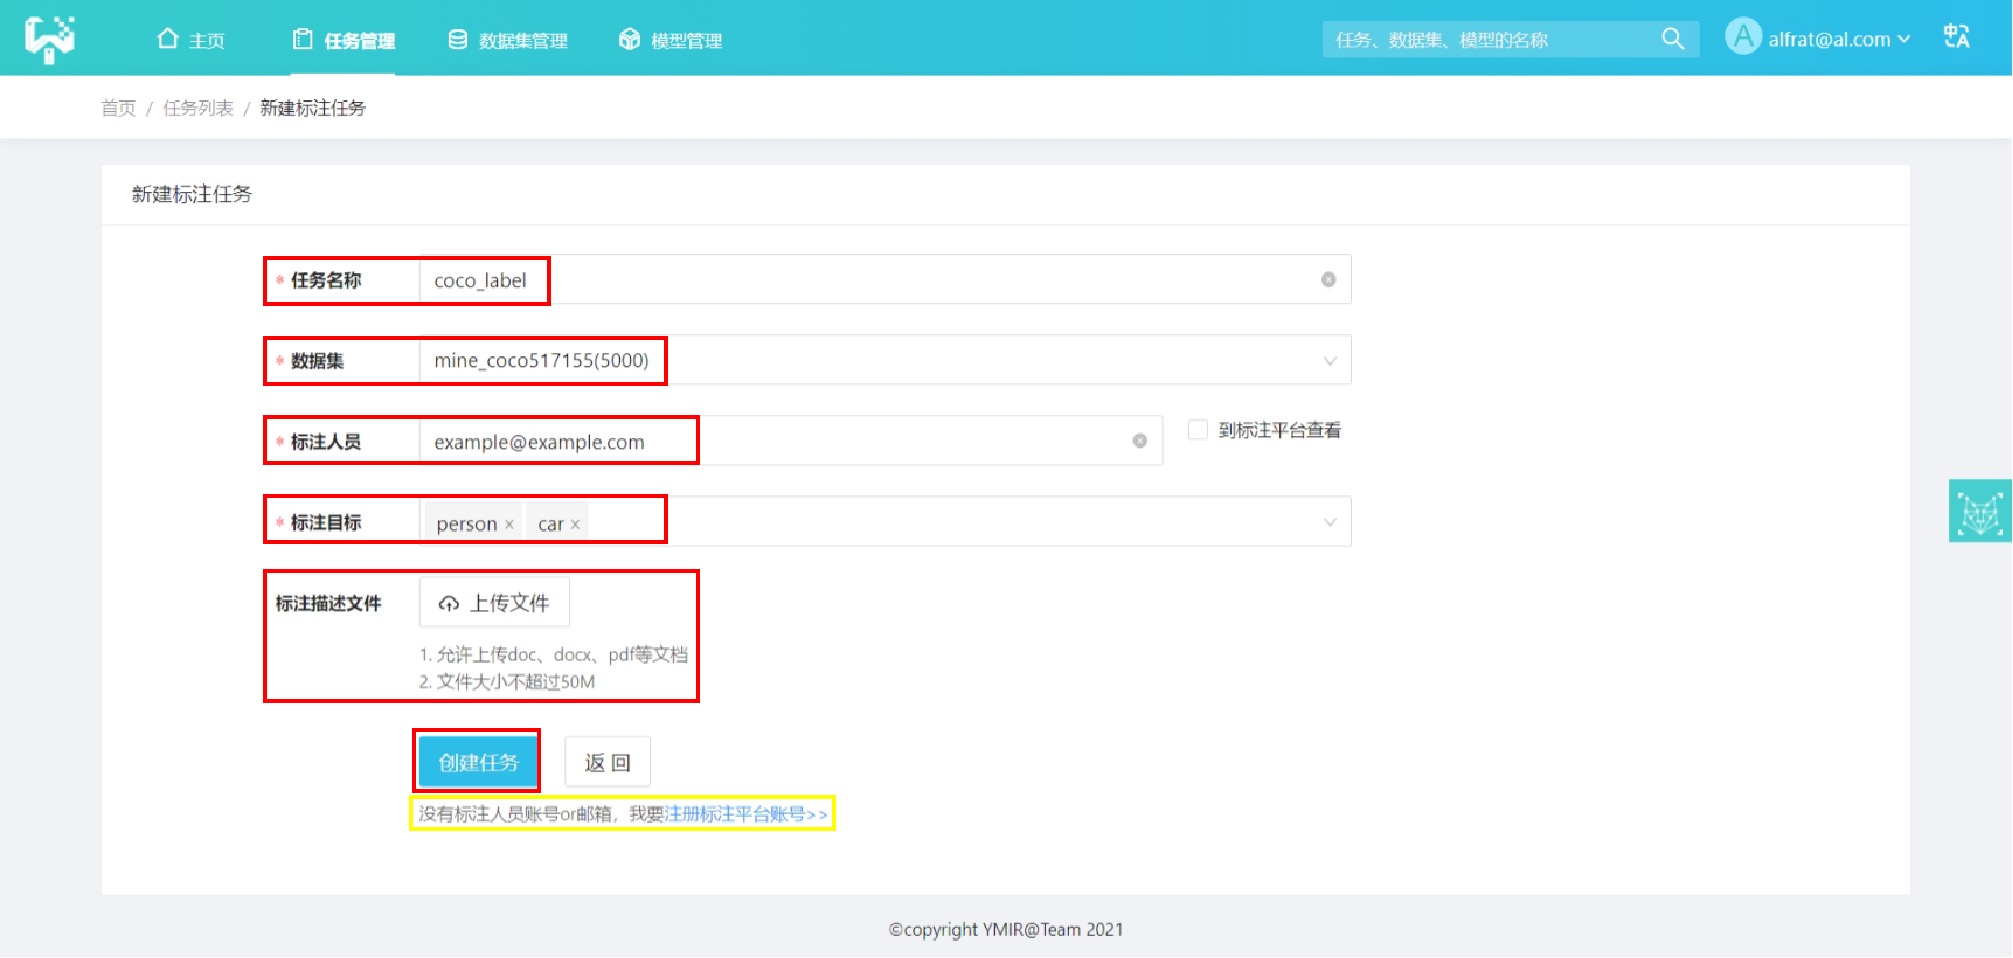 主页 任务管理 数据集管理 模型管理 任务、数据集、模型的名称 A alfrat@al.com
首页 / 任务列表 / 新建标注任务
新建标注任务
* 任务名称 coco_label
* 数据集 mine_coco517155(5000)
* 标注人员 example@example.com 到标注平台查看
* 标注目标 person × car ×
标注描述文件 上传文件
1. 允许上传doc、docx、pdf等文档
2. 文件大小不超过50M
创建任务 返 回
没有标注人员账号or邮箱，我要注册标注平台账号>>
©copyright YMIR@Team 2021